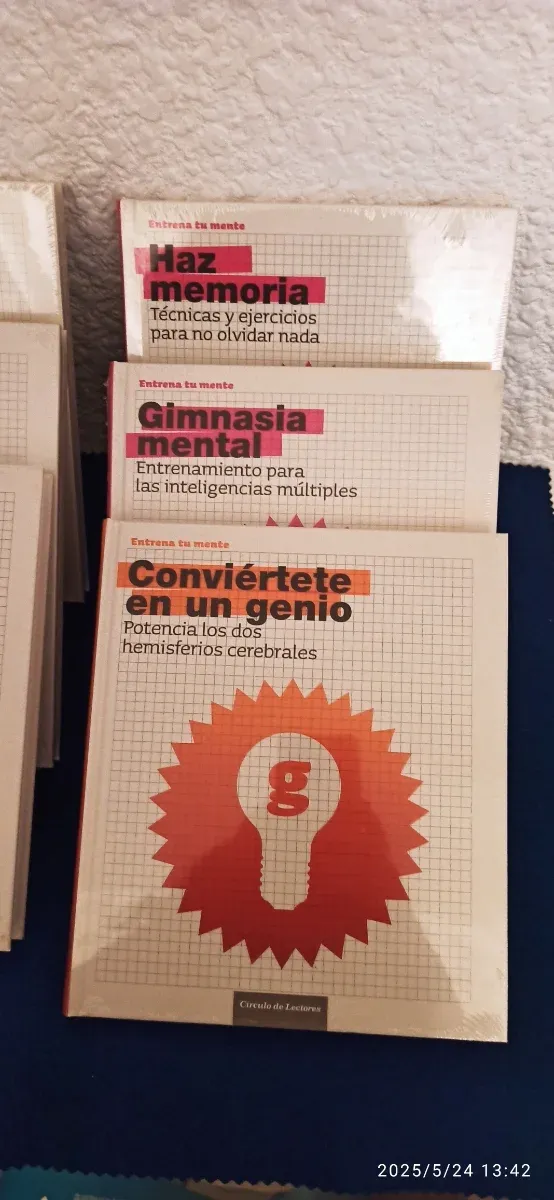 Entrena tu mente
Haz
memoria
Técnicas y ejercicios
para no olvidar nada
Entrena tu mente
Gimnasia
mental
Entrenamiento para
las inteligencias múltiples
Entrena tu mente
Conviértete
en un genio
Potencia los dos
hemisferios cerebrales
g
Círculo de Lectores
2025/5/24 13:42